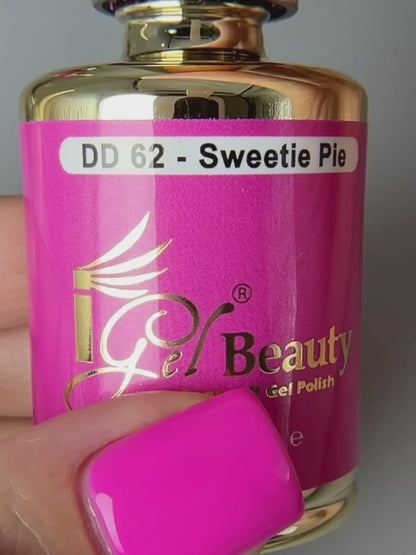 DD 62 - Sweetie Pie
iGel Beauty®
Gel Polish